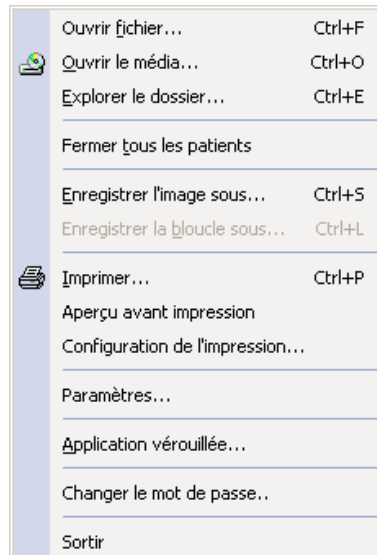 Ouvrir fichier... Ctrl+F
Ouvrir le média... Ctrl+O
Explorer le dossier... Ctrl+E
Fermer tous les patients
Enregistrer l'image sous... Ctrl+S
Enregistrer la bloucle sous... Ctrl+L
Imprimer... Ctrl+P
Aperçu avant impression
Configuration de l'impression...
Paramètres...
Application vérouillée...
Changer le mot de passe..
Sortir